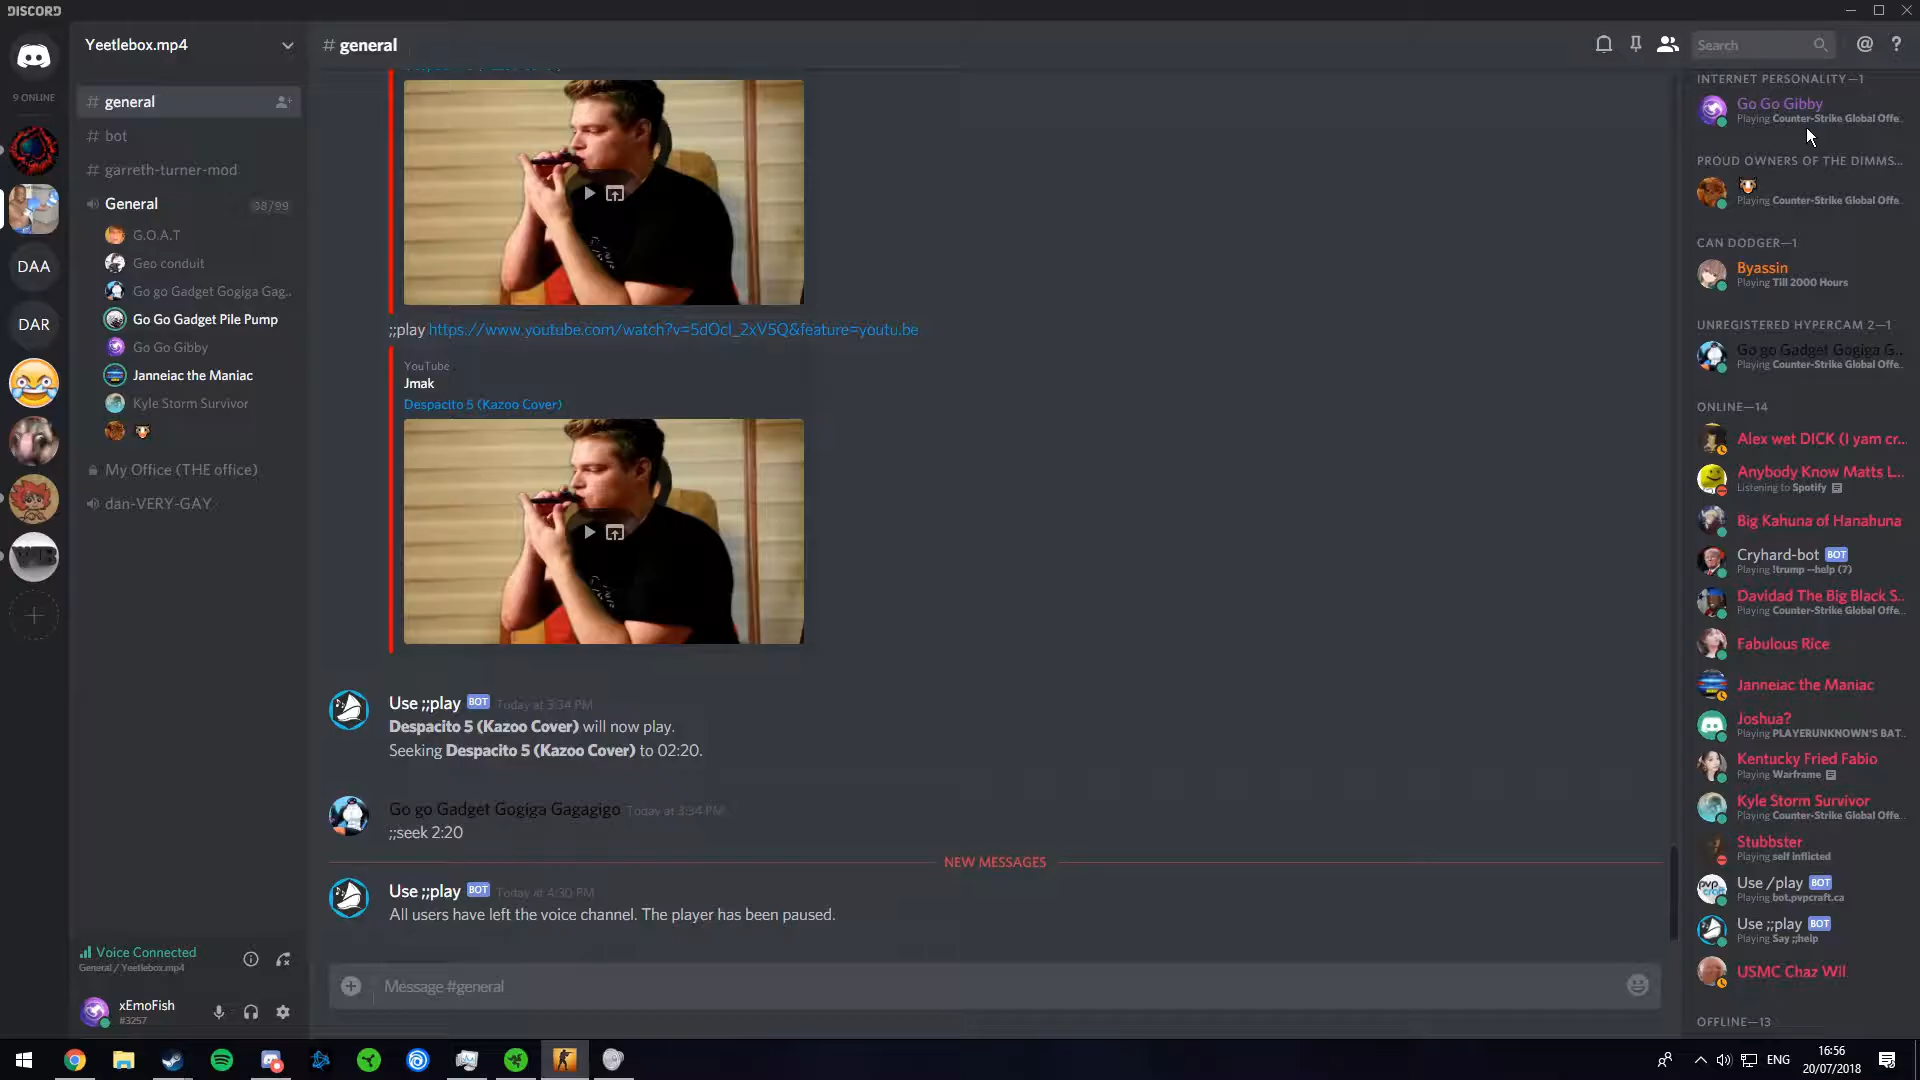 DISCORD
Yeetlebox.mp4
# general
Search
9 ONLINE
DAA
DAR
# general
# bot
# garreth-turner-mod
General
08/99
G.O.A.T
Geo conduit
Go go Gadget Gogiga Gag..
Go Go Gadget Pile Pump
Go Go Gibby
Janneiac the Maniac
Kyle Storm Survivor
My Office (THE office)
dan-VERY-GAY
Voice Connected
General / Yeetlebox.mp4
xEmoFish
#3257
;;play https://www.youtube.com/watch?v=5dOcl_2xV5Q&feature=youtu.be
YouTube
Jmak
Despacito 5 (Kazoo Cover)
Use ;;play BOT Today at 3:34 PM
Despacito 5 (Kazoo Cover) will now play.
Seeking Despacito 5 (Kazoo Cover) to 02:20.
Go go Gadget Gogiga Gagagigo Today at 3:34 PM
;;seek 2:20
NEW MESSAGES
Use ;;play BOT Today at 4:30 PM
All users have left the voice channel. The player has been paused.
Message #general
INTERNET PERSONALITY—1
Go Go Gibby
Playing Counter-Strike Global Offe..
PROUD OWNERS OF THE DIMMS...
Playing Counter-Strike Global Offe..
CAN DODGER—1
Byassin
Playing Till 2000 Hours
UNREGISTERED HYPERCAM 2—1
Go go Gadget Gogiga G...
Playing Counter-Strike Global Offe..
ONLINE—14
Alex wet DICK (I yam cr...
Anybody Know Matts L...
Listening to Spotify
Big Kahuna of Hanahuna
Cryhard-bot BOT
Playing !trump --help (7)
Davidad The Big Black S..
Playing Counter-Strike Global Offe..
Fabulous Rice
Janneiac the Maniac
Joshua?
Playing PLAYERUNKNOWN'S BAT..
Kentucky Fried Fabio
Playing Warframe
Kyle Storm Survivor
Playing Counter-Strike Global Offe..
Stubbster
Playing self inflicted
Use /play BOT
Playing bot.pvpcraft.ca
Use ;;play BOT
Playing Say ;;help
USMC Chaz Wil
OFFLINE—13
ENG
16:56
20/07/2018